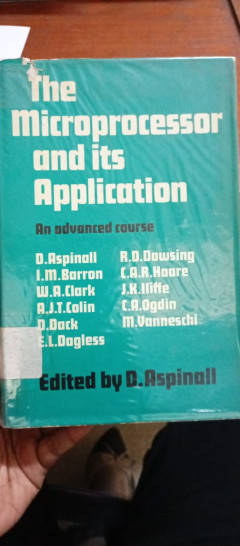 The
Microprocessor
and its
Application
An advanced course
D.Aspinall
I.M.Barron
W.A.Clark
A.J.T.Colin
D.Dack
E.L.Dagless
R.D.Dowsing
C.A.R.Hoare
J.K.Iliffe
C.A.Ogdin
M.Vanneschi
Edited by D.Aspinall